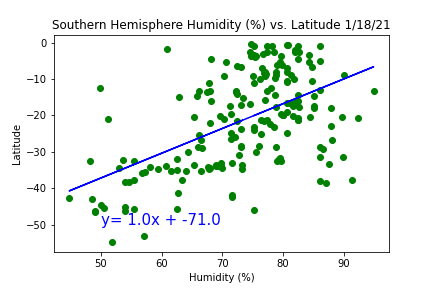 Southern Hemisphere Humidity (%) vs. Latitude 1/18/21
0
−10
−20
−30
−40
−50
Latitude
y= 1.0x + -71.0
50 60 70 80 90
Humidity (%)